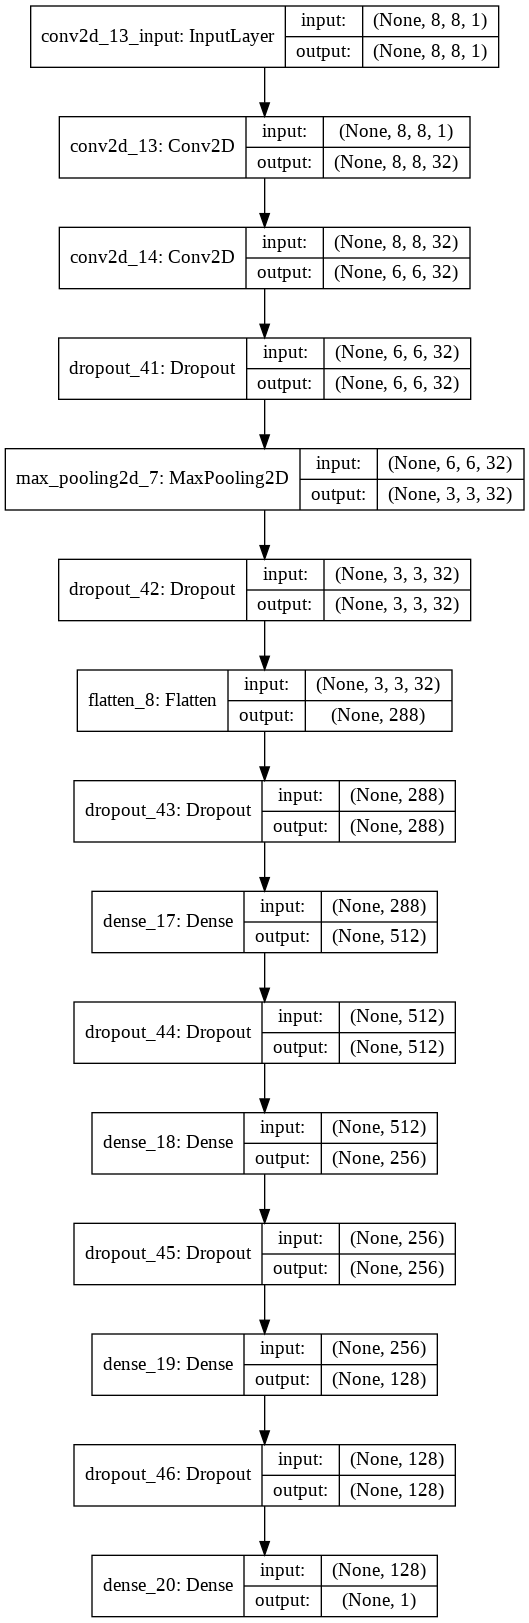 conv2d_13_input: InputLayer
input: (None, 8, 8, 1)
output: (None, 8, 8, 1)
conv2d_13: Conv2D
input: (None, 8, 8, 1)
output: (None, 8, 8, 32)
conv2d_14: Conv2D
input: (None, 8, 8, 32)
output: (None, 6, 6, 32)
dropout_41: Dropout
input: (None, 6, 6, 32)
output: (None, 6, 6, 32)
max_pooling2d_7: MaxPooling2D
input: (None, 6, 6, 32)
output: (None, 3, 3, 32)
dropout_42: Dropout
input: (None, 3, 3, 32)
output: (None, 3, 3, 32)
flatten_8: Flatten
input: (None, 3, 3, 32)
output: (None, 288)
dropout_43: Dropout
input: (None, 288)
output: (None, 288)
dense_17: Dense
input: (None, 288)
output: (None, 512)
dropout_44: Dropout
input: (None, 512)
output: (None, 512)
dense_18: Dense
input: (None, 512)
output: (None, 256)
dropout_45: Dropout
input: (None, 256)
output: (None, 256)
dense_19: Dense
input: (None, 256)
output: (None, 128)
dropout_46: Dropout
input: (None, 128)
output: (None, 128)
dense_20: Dense
input: (None, 128)
output: (None, 1)